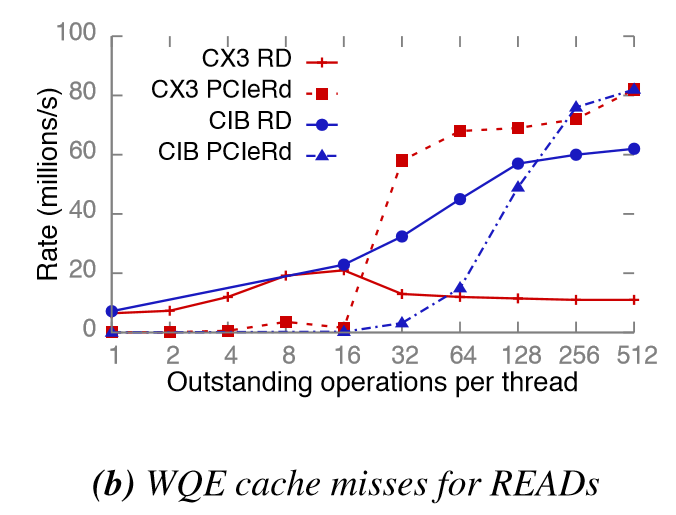 100
80
60
40
20
0
Rate (millions/s)
CX3 RD
CX3 PCIeRd
CIB RD
CIB PCIeRd
1 2 4 8 16 32 64 128 256 512
Outstanding operations per thread
(b) WQE cache misses for READs